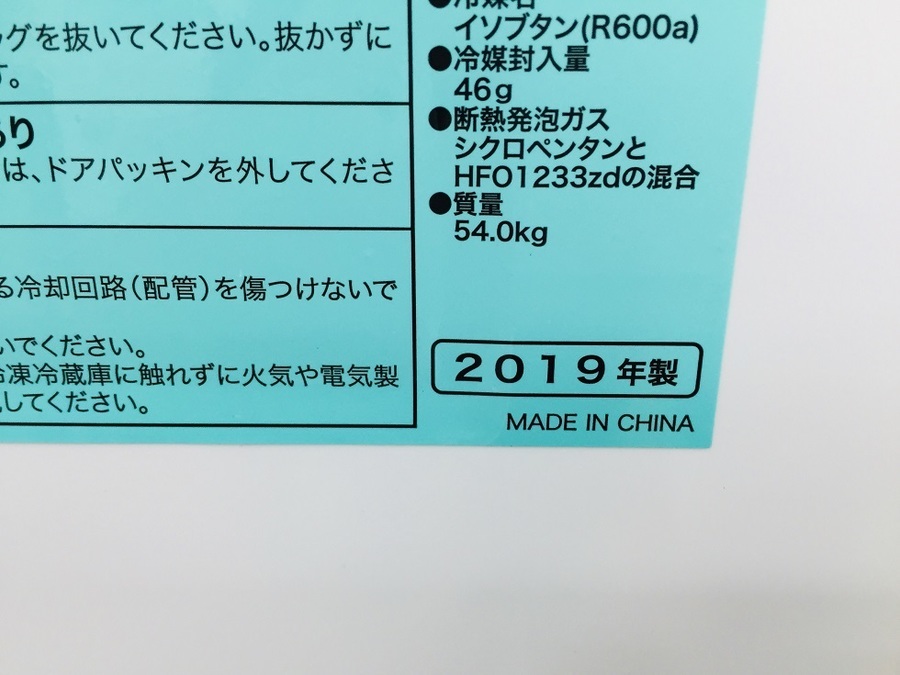 グを抜いてください。抜かずに
す。
あり
は、ドアパッキンを外してくださ
る冷却回路(配管)を傷つけないで
いでください。
冷凍冷蔵庫に触れずに火気や電気製
してください。
●冷媒名
イソブタン(R600a)
●冷媒封入量
46g
●断熱発泡ガス
シクロペンタンと
HFO1233zdの混合
●質量
54.0kg
2019年製
MADE IN CHINA